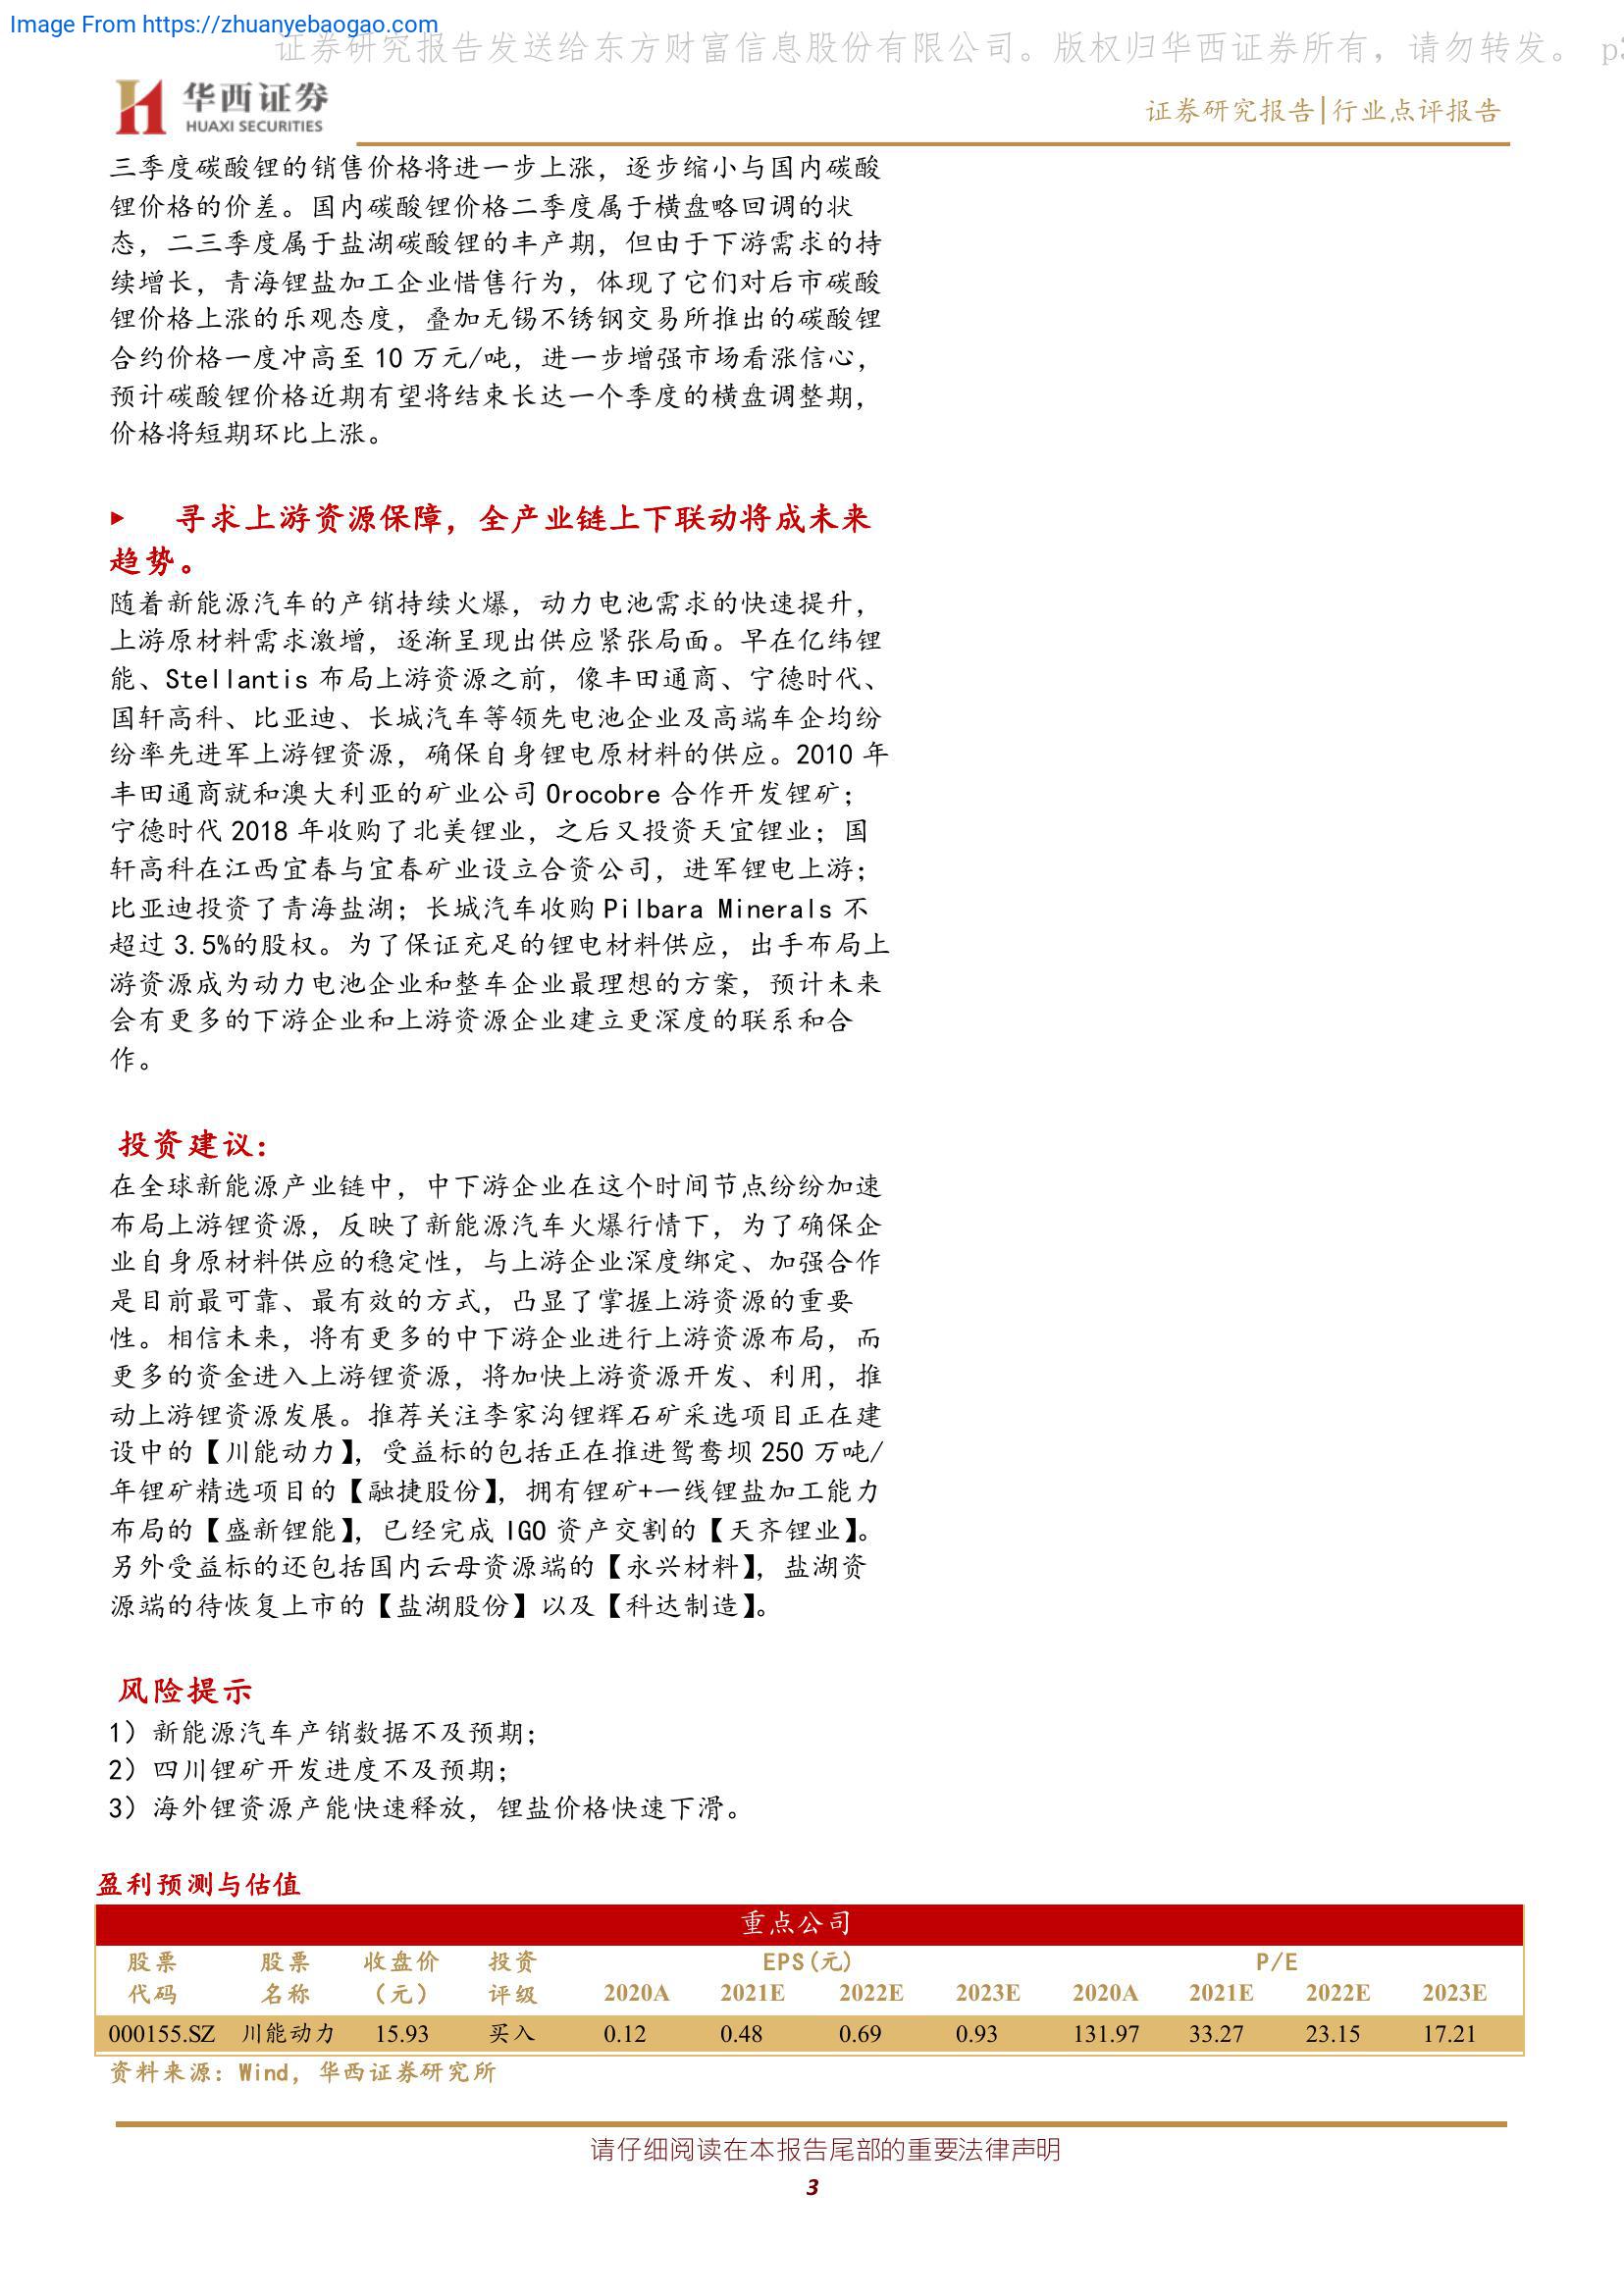 Image From https://zhuanyebaogao.com
证券研究报告发送给东方财富信息股份有限公司。版权归华西证券所有，请勿转发。 p3
华西证券
HUAXI SECURITIES
证券研究报告|行业点评报告
三季度碳酸锂的销售价格将进一步上涨，逐步缩小与国内碳酸
锂价格的价差。国内碳酸锂价格二季度属于横盘略回调的状
态，二三季度属于盐湖碳酸锂的丰产期，但由于下游需求的持
续增长，青海锂盐加工企业惜售行为，体现了它们对后市碳酸
锂价格上涨的乐观态度，叠加无锡不锈钢交易所推出的碳酸锂
合约价格一度冲高至 10 万元/吨，进一步增强市场看涨信心，
预计碳酸锂价格近期有望将结束长达一个季度的横盘调整期，
价格将短期环比上涨。
▶ 寻求上游资源保障，全产业链上下联动将成未来
趋势。
随着新能源汽车的产销持续火爆，动力电池需求的快速提升，
上游原材料需求激增，逐渐呈现出供应紧张局面。早在亿纬锂
能、Stellantis 布局上游资源之前，像丰田通商、宁德时代、
国轩高科、比亚迪、长城汽车等领先电池企业及高端车企均纷
纷率先进军上游锂资源，确保自身锂电原材料的供应。2010 年
丰田通商就和澳大利亚的矿业公司 Orocobre 合作开发锂矿；
宁德时代 2018 年收购了北美锂业，之后又投资天宜锂业；国
轩高科在江西宜春与宜春矿业设立合资公司，进军锂电上游；
比亚迪投资了青海盐湖；长城汽车收购 Pilbara Minerals 不
超过 3.5%的股权。为了保证充足的锂电材料供应，出手布局上
游资源成为动力电池企业和整车企业最理想的方案，预计未来
会有更多的下游企业和上游资源企业建立更深度的联系和合
作。
投资建议：
在全球新能源产业链中，中下游企业在这个时间节点纷纷加速
布局上游锂资源，反映了新能源汽车火爆行情下，为了确保企
业自身原材料供应的稳定性，与上游企业深度绑定、加强合作
是目前最可靠、最有效的方式，凸显了掌握上游资源的重要
性。相信未来，将有更多的中下游企业进行上游资源布局，而
更多的资金进入上游锂资源，将加快上游资源开发、利用，推
动上游锂资源发展。推荐关注李家沟锂辉石矿采选项目正在建
设中的【川能动力】，受益标的包括正在推进鸳鸯坝 250 万吨/
年锂矿精选项目的【融捷股份】，拥有锂矿+一线锂盐加工能力
布局的【盛新锂能】，已经完成 IGO 资产交割的【天齐锂业】。
另外受益标的还包括国内云母资源端的【永兴材料】，盐湖资
源端的待恢复上市的【盐湖股份】以及【科达制造】。
风险提示
1）新能源汽车产销数据不及预期；
2）四川锂矿开发进度不及预期；
3）海外锂资源产能快速释放，锂盐价格快速下滑。
盈利预测与估值
重点公司
股票 股票 收盘价 投资 EPS(元) P/E
代码 名称 （元） 评级 2020A 2021E 2022E 2023E 2020A 2021E 2022E 2023E
000155.SZ 川能动力 15.93 买入 0.12 0.48 0.69 0.93 131.97 33.27 23.15 17.21
资料来源：Wind，华西证券研究所
请仔细阅读在本报告尾部的重要法律声明
3